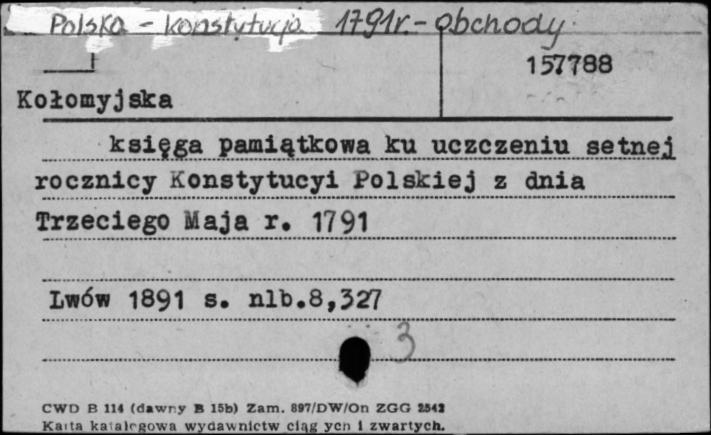 Polska - konstytucja 1791r. - obchody
157788
Kołomyjska
księga pamiątkowa ku uczczeniu setnej
rocznicy Konstytucyi Polskiej z dnia
Trzeciego Maja r. 1791
Lwów 1891 s. nlb.8,327
3
CWD B 114 (dawny B 15b) Zam. 897/DW/On ZGG 2542
Karta katalogowa wydawnictw ciąg ych i zwartych.